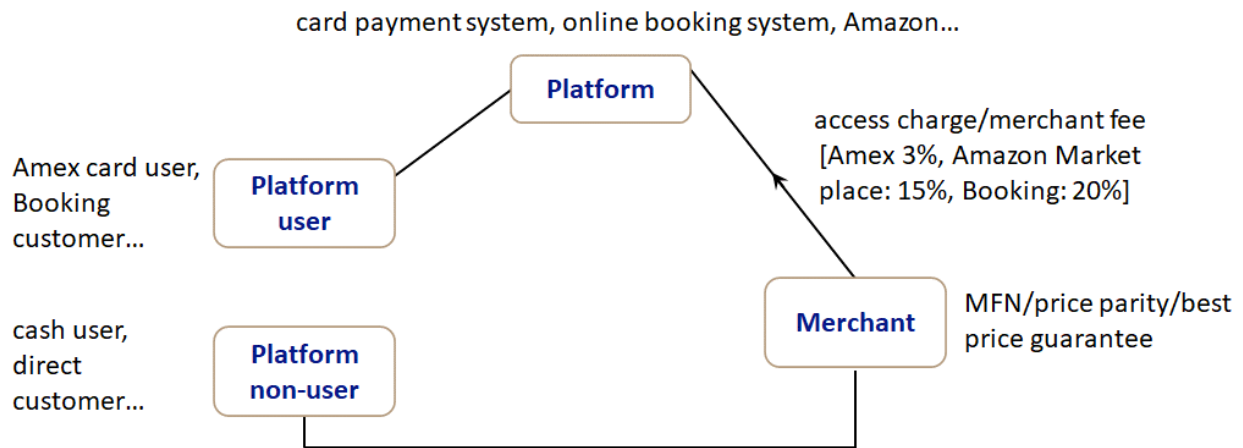 card payment system, online booking system, Amazon…
Platform
access charge/merchant fee
[Amex 3%, Amazon Market
place: 15%, Booking: 20%]
Amex card user,
Booking
customer…
Platform
user
Merchant
MFN/price parity/best
price guarantee
cash user,
direct
customer…
Platform
non-user